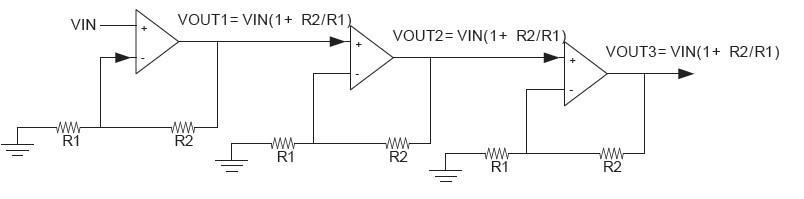 VIN
+
-
VOUT1= VIN(1+ R2/R1)
R1
R2
+
-
VOUT2= VIN(1+ R2/R1)
R1
R2
+
-
VOUT3= VIN(1+ R2/R1)
R1
R2